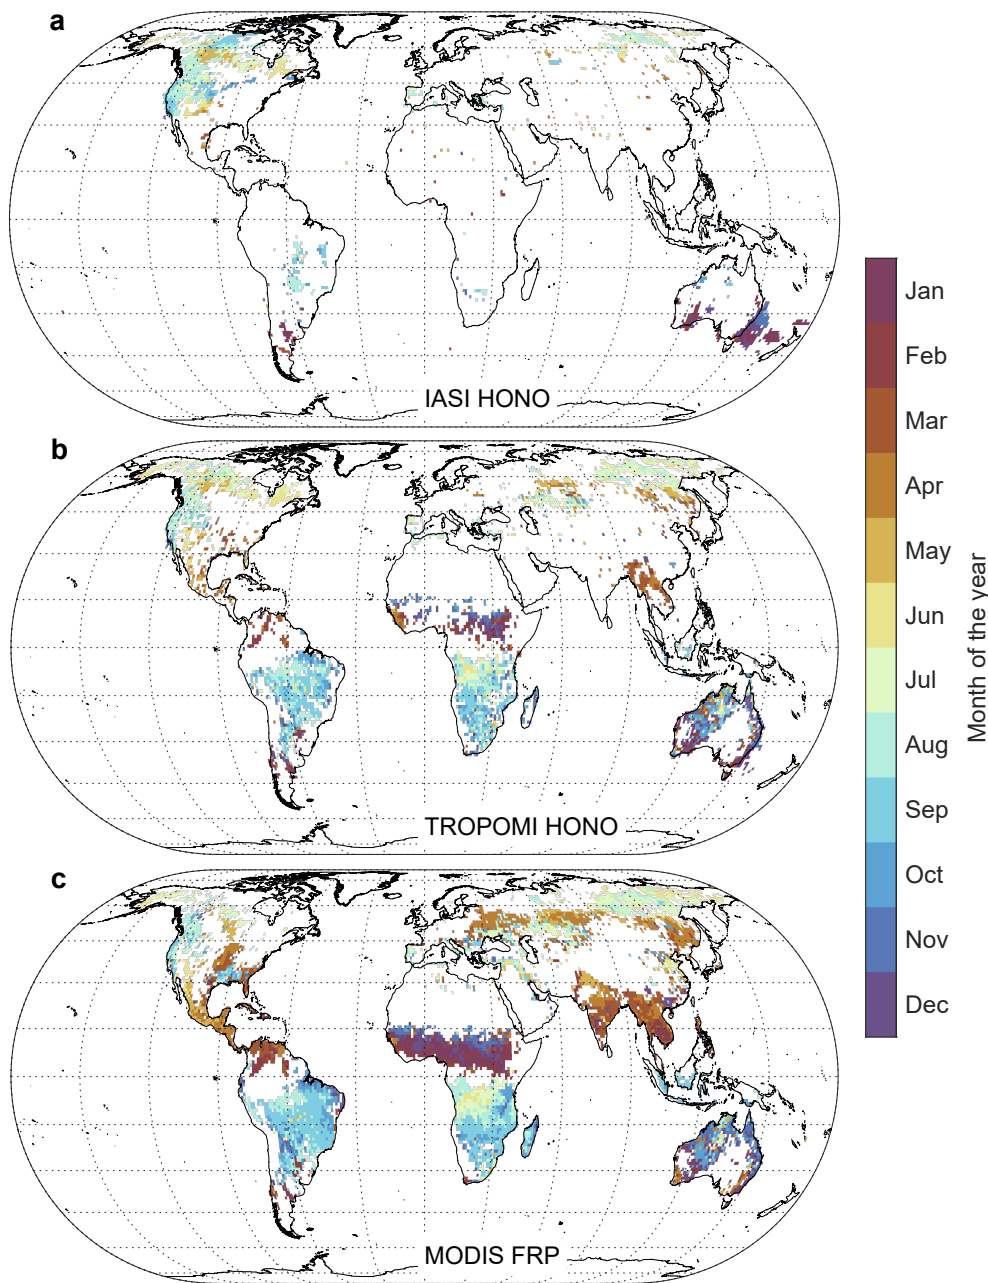 a
IASI HONO
b
TROPOMI HONO
c
MODIS FRP
Jan
Feb
Mar
Apr
May
Jun
Jul
Aug
Sep
Oct
Nov
Dec
Month of the year